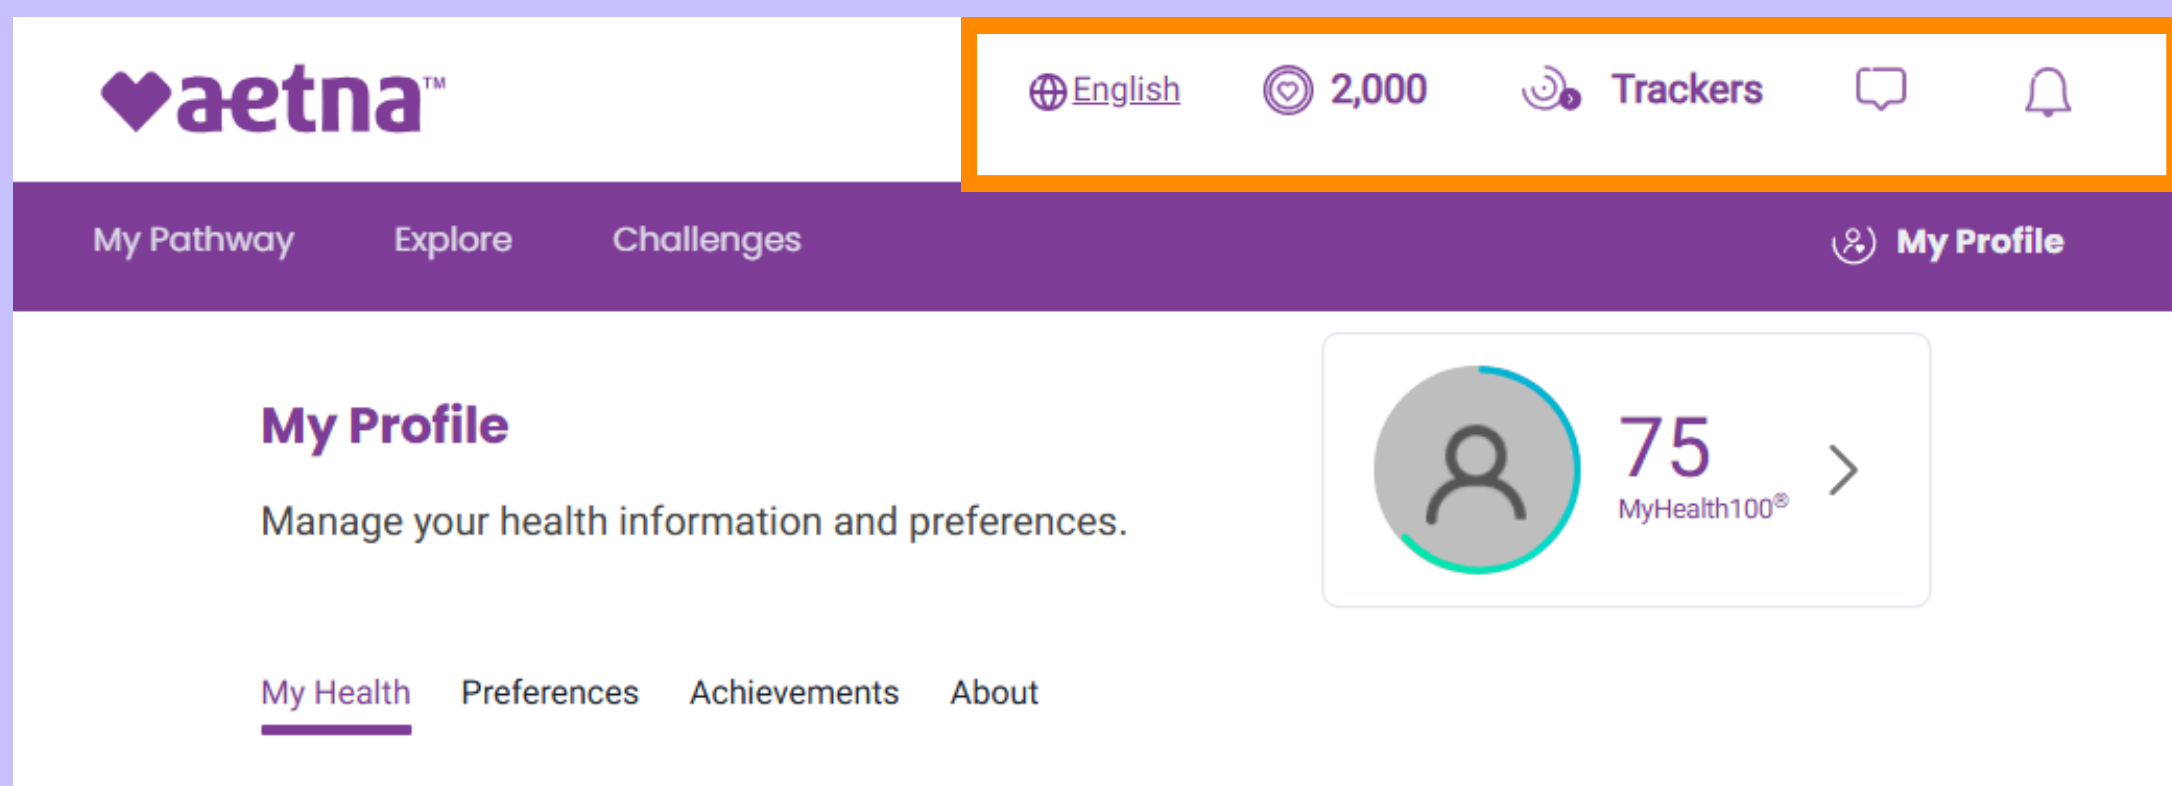 aetna™
English 2,000 Trackers
My Pathway Explore Challenges My Profile
My Profile
Manage your health information and preferences.
75
MyHealth100®
My Health Preferences Achievements About